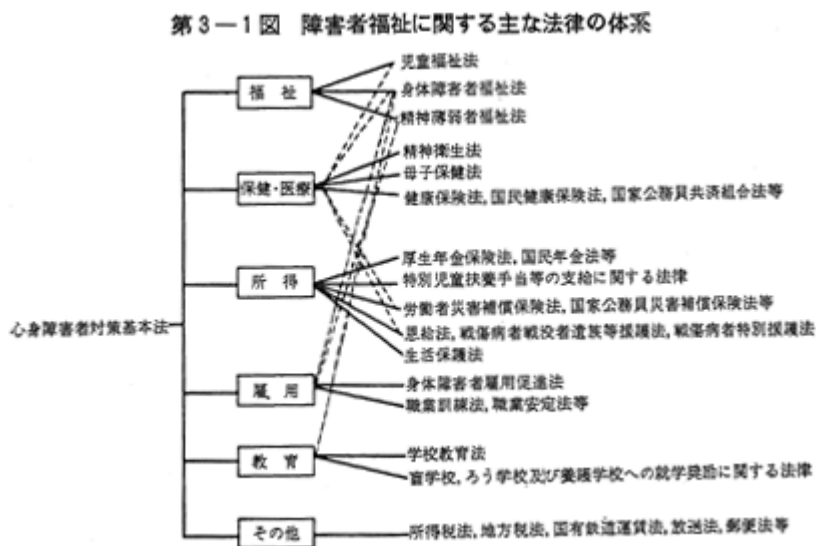 第3－1図 障害者福祉に関する主な法律の体系
心身障害者対策基本法
福祉
児童福祉法
身体障害者福祉法
精神薄弱者福祉法
保健・医療
精神衛生法
母子保健法
健康保険法, 国民健康保険法, 国家公務員共済組合法等
所得
厚生年金保険法, 国民年金法等
特別児童扶養手当等の支給に関する法律
労働者災害補償保険法, 国家公務員災害補償保険法等
恩給法, 戦傷病者戦没者遺族等援護法, 戦傷病者特別援護法
生活保護法
雇用
身体障害者雇用促進法
職業訓練法, 職業安定法等
教育
学校教育法
盲学校, ろう学校及び養護学校への就学奨励に関する法律
その他
所得税法, 地方税法, 国有鉄道運賃法, 放送法, 郵便法等